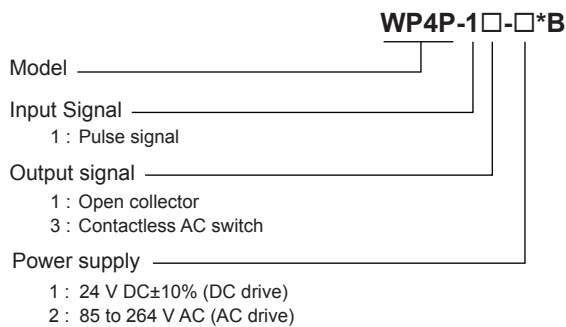 WP4P-1□-□*B
Model
Input Signal
1 : Pulse signal
Output signal
1 : Open collector
3 : Contactless AC switch
Power supply
1 : 24 V DC±10% (DC drive)
2 : 85 to 264 V AC (AC drive)